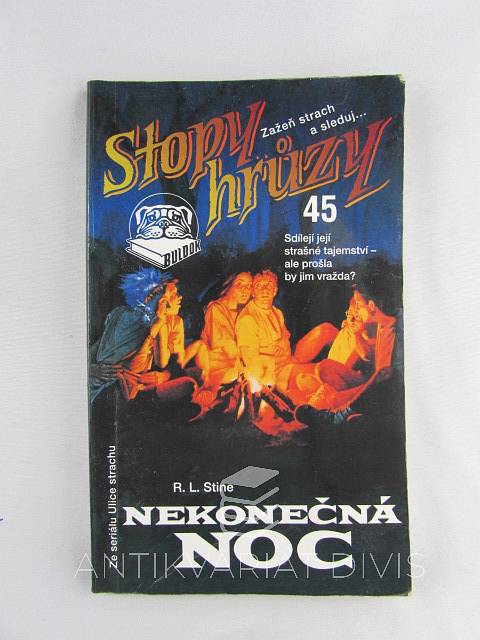 Zažeň strach
a sleduj...
Stopy
hrůzy
45
BULDOK
Sdílejí její
strašné tajemství –
ale prošla
by jim vražda?
Ze seriálu Ulice strachu
R. L. Stine
NEKONEČNÁ
NOC
ANTIKVARIAT DIVIS